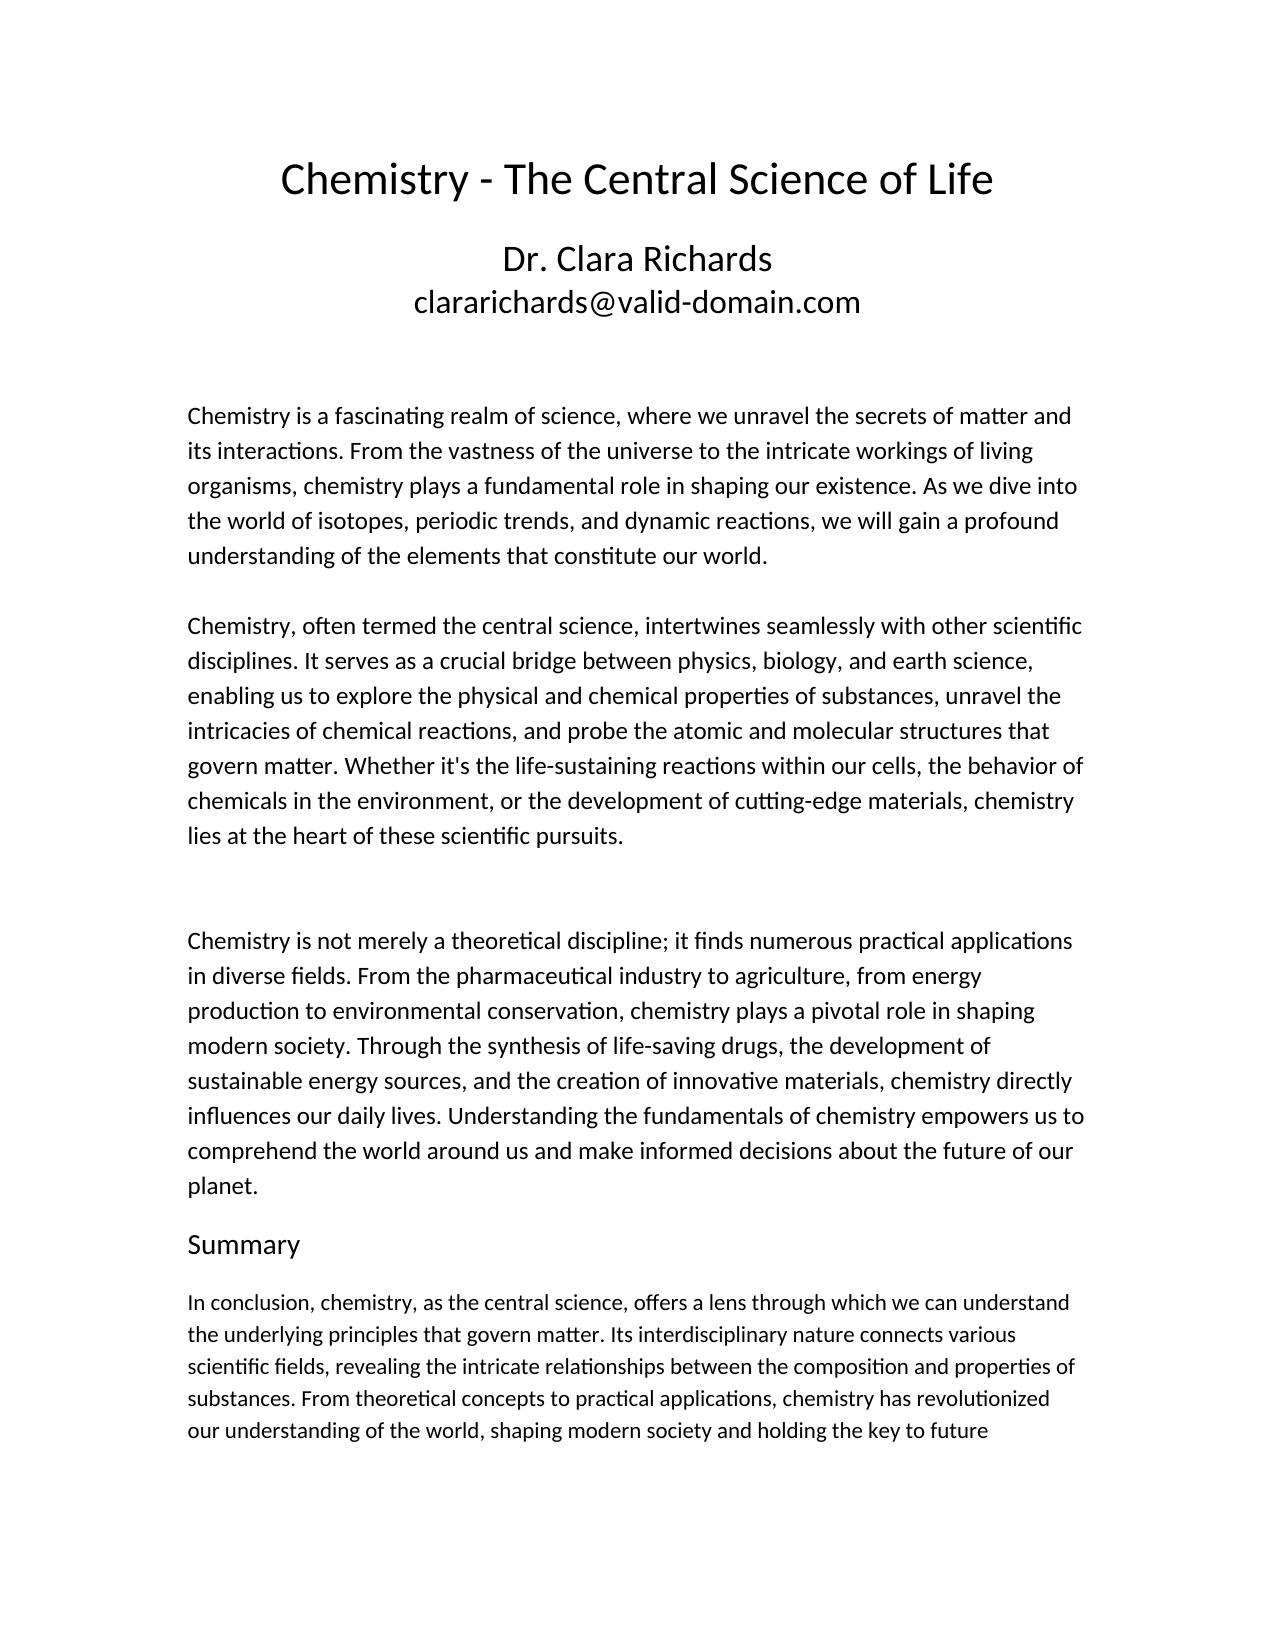 Chemistry - The Central Science of Life
Dr. Clara Richards
clararichards@valid-domain.com
Chemistry is a fascinating realm of science, where we unravel the secrets of matter and
its interactions. From the vastness of the universe to the intricate workings of living
organisms, chemistry plays a fundamental role in shaping our existence. As we dive into
the world of isotopes, periodic trends, and dynamic reactions, we will gain a profound
understanding of the elements that constitute our world.
Chemistry, often termed the central science, intertwines seamlessly with other scientific
disciplines. It serves as a crucial bridge between physics, biology, and earth science,
enabling us to explore the physical and chemical properties of substances, unravel the
intricacies of chemical reactions, and probe the atomic and molecular structures that
govern matter. Whether it's the life-sustaining reactions within our cells, the behavior of
chemicals in the environment, or the development of cutting-edge materials, chemistry
lies at the heart of these scientific pursuits.
Chemistry is not merely a theoretical discipline; it finds numerous practical applications
in diverse fields. From the pharmaceutical industry to agriculture, from energy
production to environmental conservation, chemistry plays a pivotal role in shaping
modern society. Through the synthesis of life-saving drugs, the development of
sustainable energy sources, and the creation of innovative materials, chemistry directly
influences our daily lives. Understanding the fundamentals of chemistry empowers us to
comprehend the world around us and make informed decisions about the future of our
planet.
Summary
In conclusion, chemistry, as the central science, offers a lens through which we can understand
the underlying principles that govern matter. Its interdisciplinary nature connects various
scientific fields, revealing the intricate relationships between the composition and properties of
substances. From theoretical concepts to practical applications, chemistry has revolutionized
our understanding of the world, shaping modern society and holding the key to future